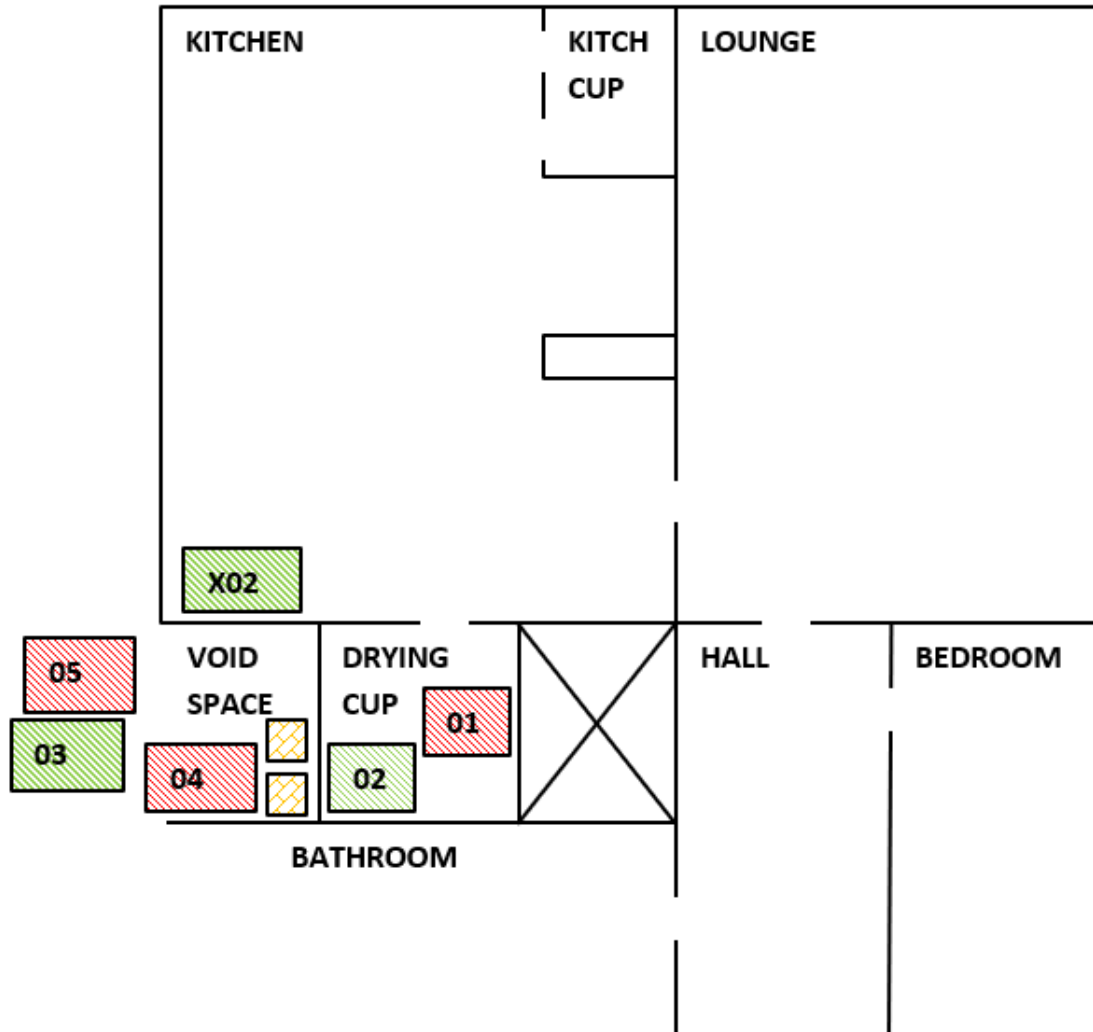 KITCHEN
KITCH
CUP
LOUNGE
X02
VOID
SPACE
DRYING
CUP
HALL
BEDROOM
05
01
03
04
02
BATHROOM